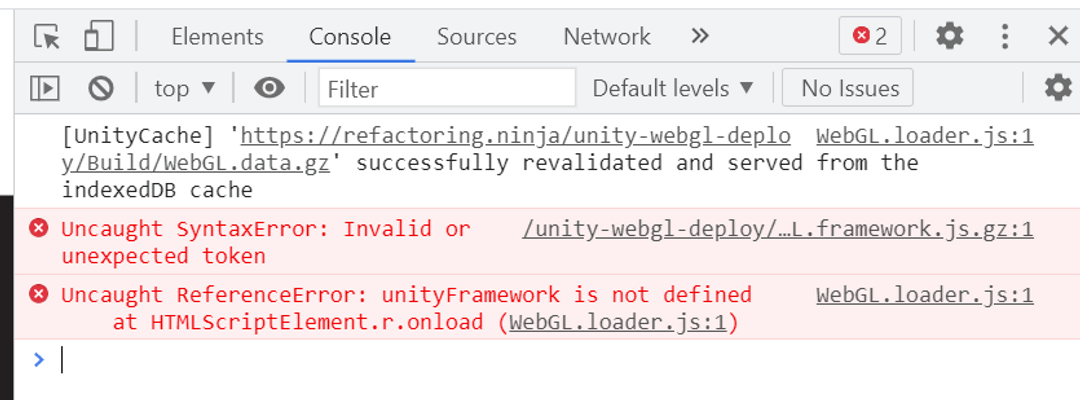 Elements Console Sources Network » 2
top ▼ Filter Default levels ▼ No Issues
[UnityCache] 'https://refactoring.ninja/unity-webgl-deplo WebGL.loader.js:1
y/Build/WebGL.data.gz' successfully revalidated and served from the
indexedDB cache
Uncaught SyntaxError: Invalid or /unity-webgl-deploy/…L.framework.js.gz:1
unexpected token
Uncaught ReferenceError: unityFramework is not defined WebGL.loader.js:1
at HTMLScriptElement.r.onload (WebGL.loader.js:1)